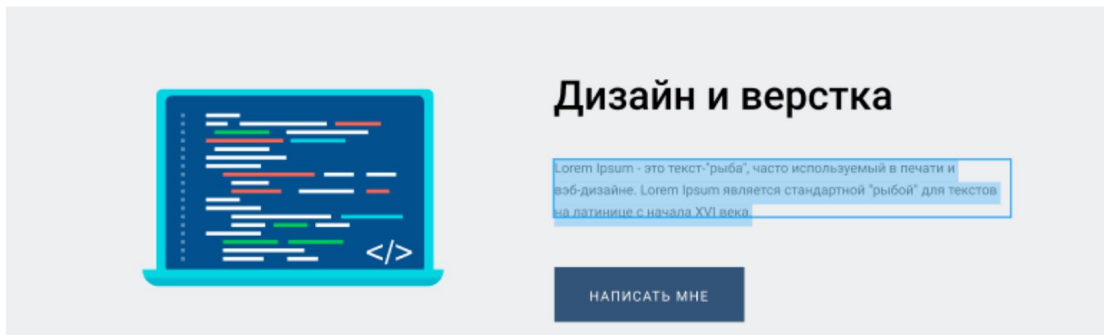 </>
Дизайн и верстка
Lorem Ipsum - это текст-"рыба", часто используемый в печати и
вэб-дизайне. Lorem Ipsum является стандартной "рыбой" для текстов
на латинице с начала XVI века.
НАПИСАТЬ МНЕ